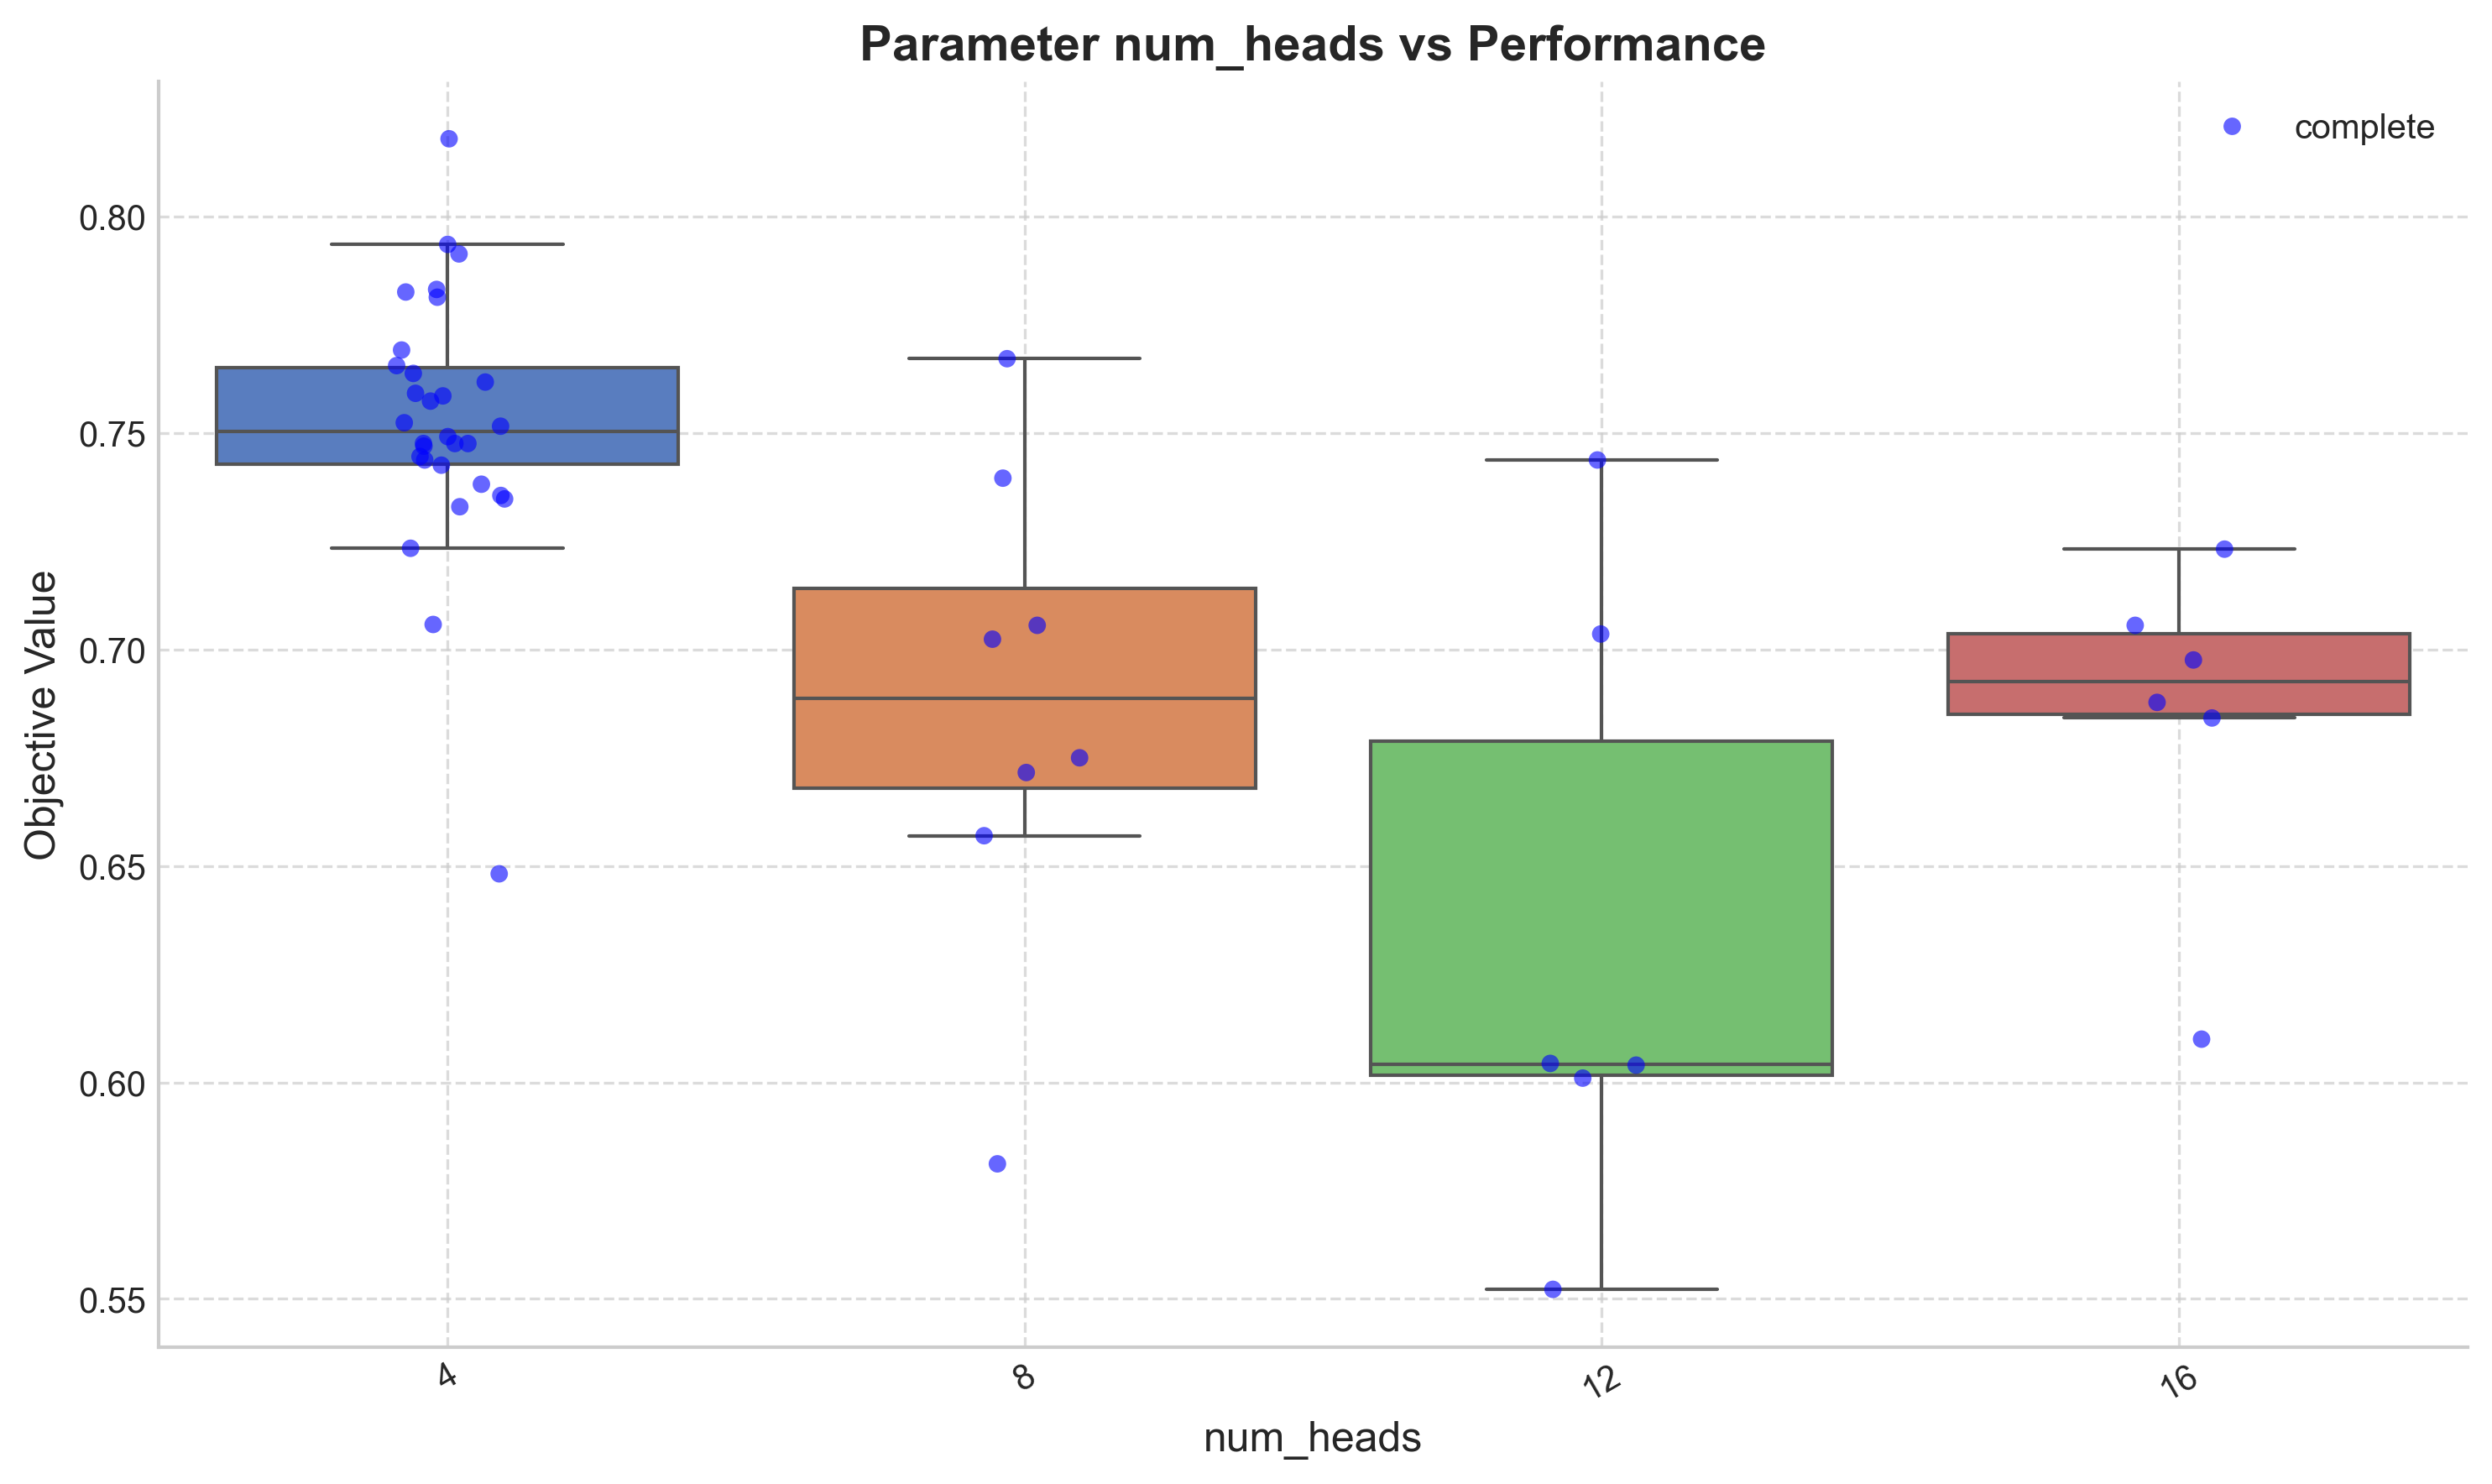 Parameter num_heads vs Performance
complete
0.80
0.75
0.70
0.65
0.60
0.55
Objective Value
4
8
12
16
num_heads